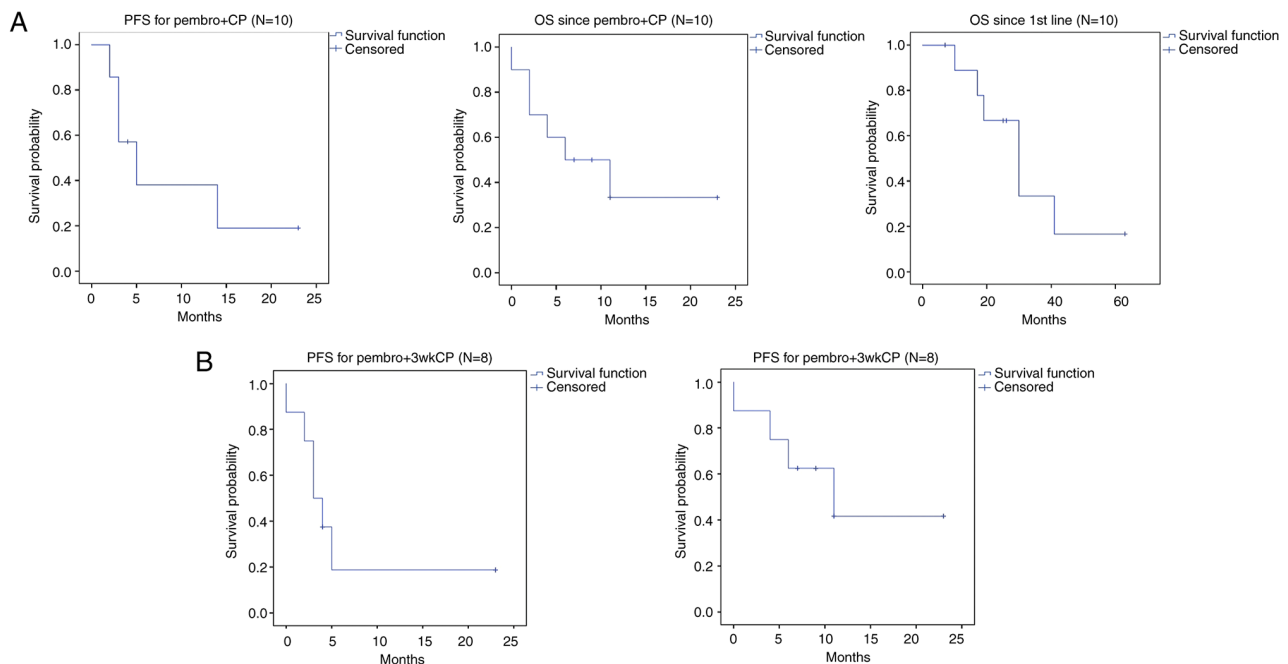 A
PFS for pembro+CP (N=10)
Survival function
Censored
Survival probability
1.0
0.8
0.6
0.4
0.2
0.0
0 5 10 15 20 25
Months
OS since pembro+CP (N=10)
Survival function
Censored
Survival probability
1.0
0.8
0.6
0.4
0.2
0.0
0 5 10 15 20 25
Months
OS since 1st line (N=10)
Survival function
Censored
Survival probability
1.0
0.8
0.6
0.4
0.2
0.0
0 20 40 60
Months
B
PFS for pembro+3wkCP (N=8)
Survival function
Censored
Survival probability
1.0
0.8
0.6
0.4
0.2
0.0
0 5 10 15 20 25
Months
PFS for pembro+3wkCP (N=8)
Survival function
Censored
Survival probability
1.0
0.8
0.6
0.4
0.2
0.0
0 5 10 15 20 25
Months